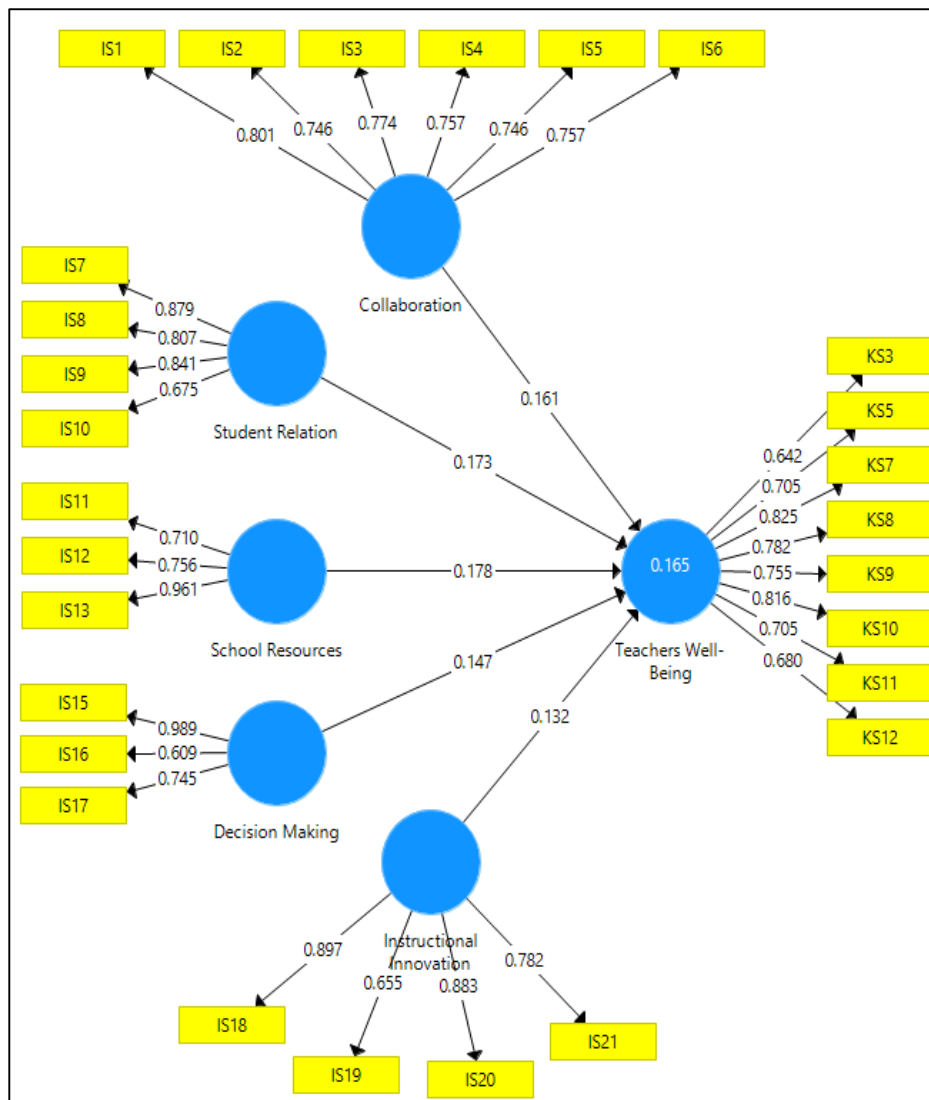 IS1
IS2
IS3
IS4
IS5
IS6
0.801
0.746
0.774
0.757
0.746
0.757
Collaboration
IS7
IS8
IS9
IS10
0.879
0.807
0.841
0.675
Student Relation
0.161
0.173
IS11
IS12
IS13
0.710
0.756
0.961
School Resources
0.178
IS15
IS16
IS17
0.989
0.609
0.745
Decision Making
0.147
0.132
Instructional
Innovation
0.897
0.655
0.883
0.782
IS18
IS19
IS20
IS21
0.165
Teachers Well-
Being
0.642
0.705
0.825
0.782
0.755
0.816
0.705
0.680
KS3
KS5
KS7
KS8
KS9
KS10
KS11
KS12